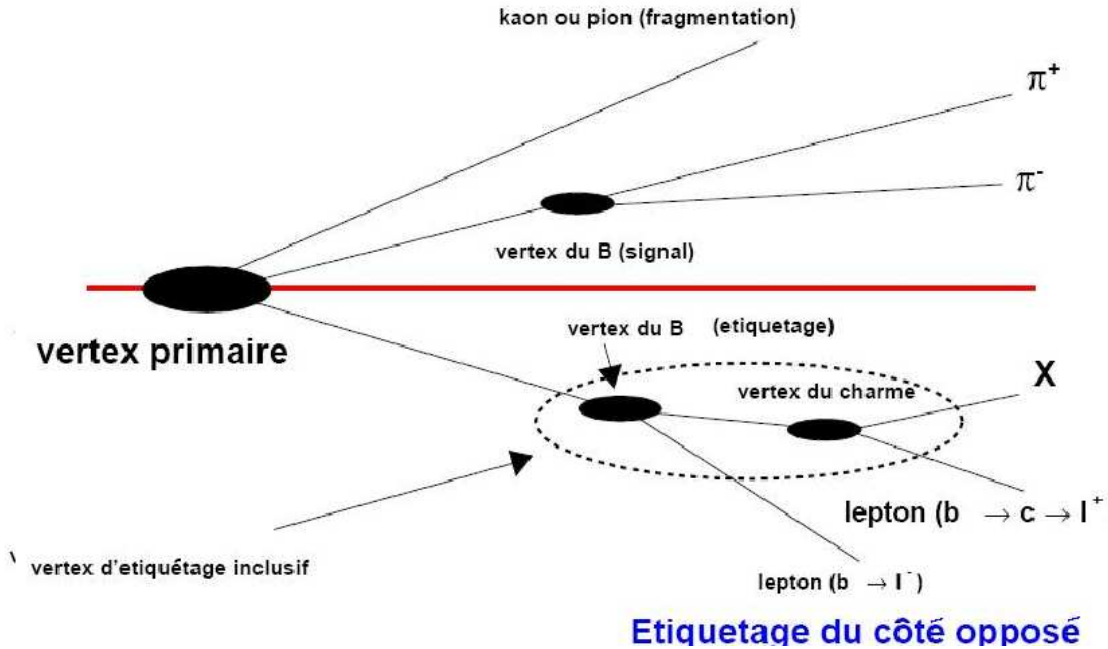 kaon ou pion (fragmentation)
π+
π-
vertex du B (signal)
vertex primaire
vertex du B (etiquetage)
vertex du charme
X
lepton (b → c → l+
vertex d'etiquétage inclusif
lepton (b → l-)
Etiquetage du côté opposé